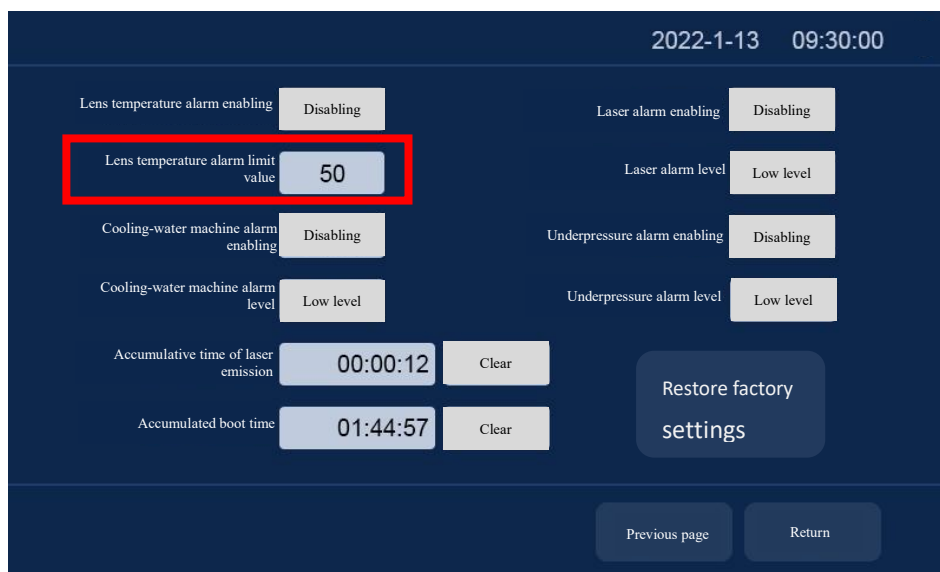 2022-1-13 09:30:00
Lens temperature alarm enabling Disabling
Laser alarm enabling Disabling
Lens temperature alarm limit
value 50
Laser alarm level Low level
Cooling-water machine alarm
enabling Disabling
Underpressure alarm enabling Disabling
Cooling-water machine alarm
level Low level
Underpressure alarm level Low level
Accumulative time of laser
emission 00:00:12 Clear
Accumulated boot time 01:44:57 Clear
Restore factory
settings
Previous page Return